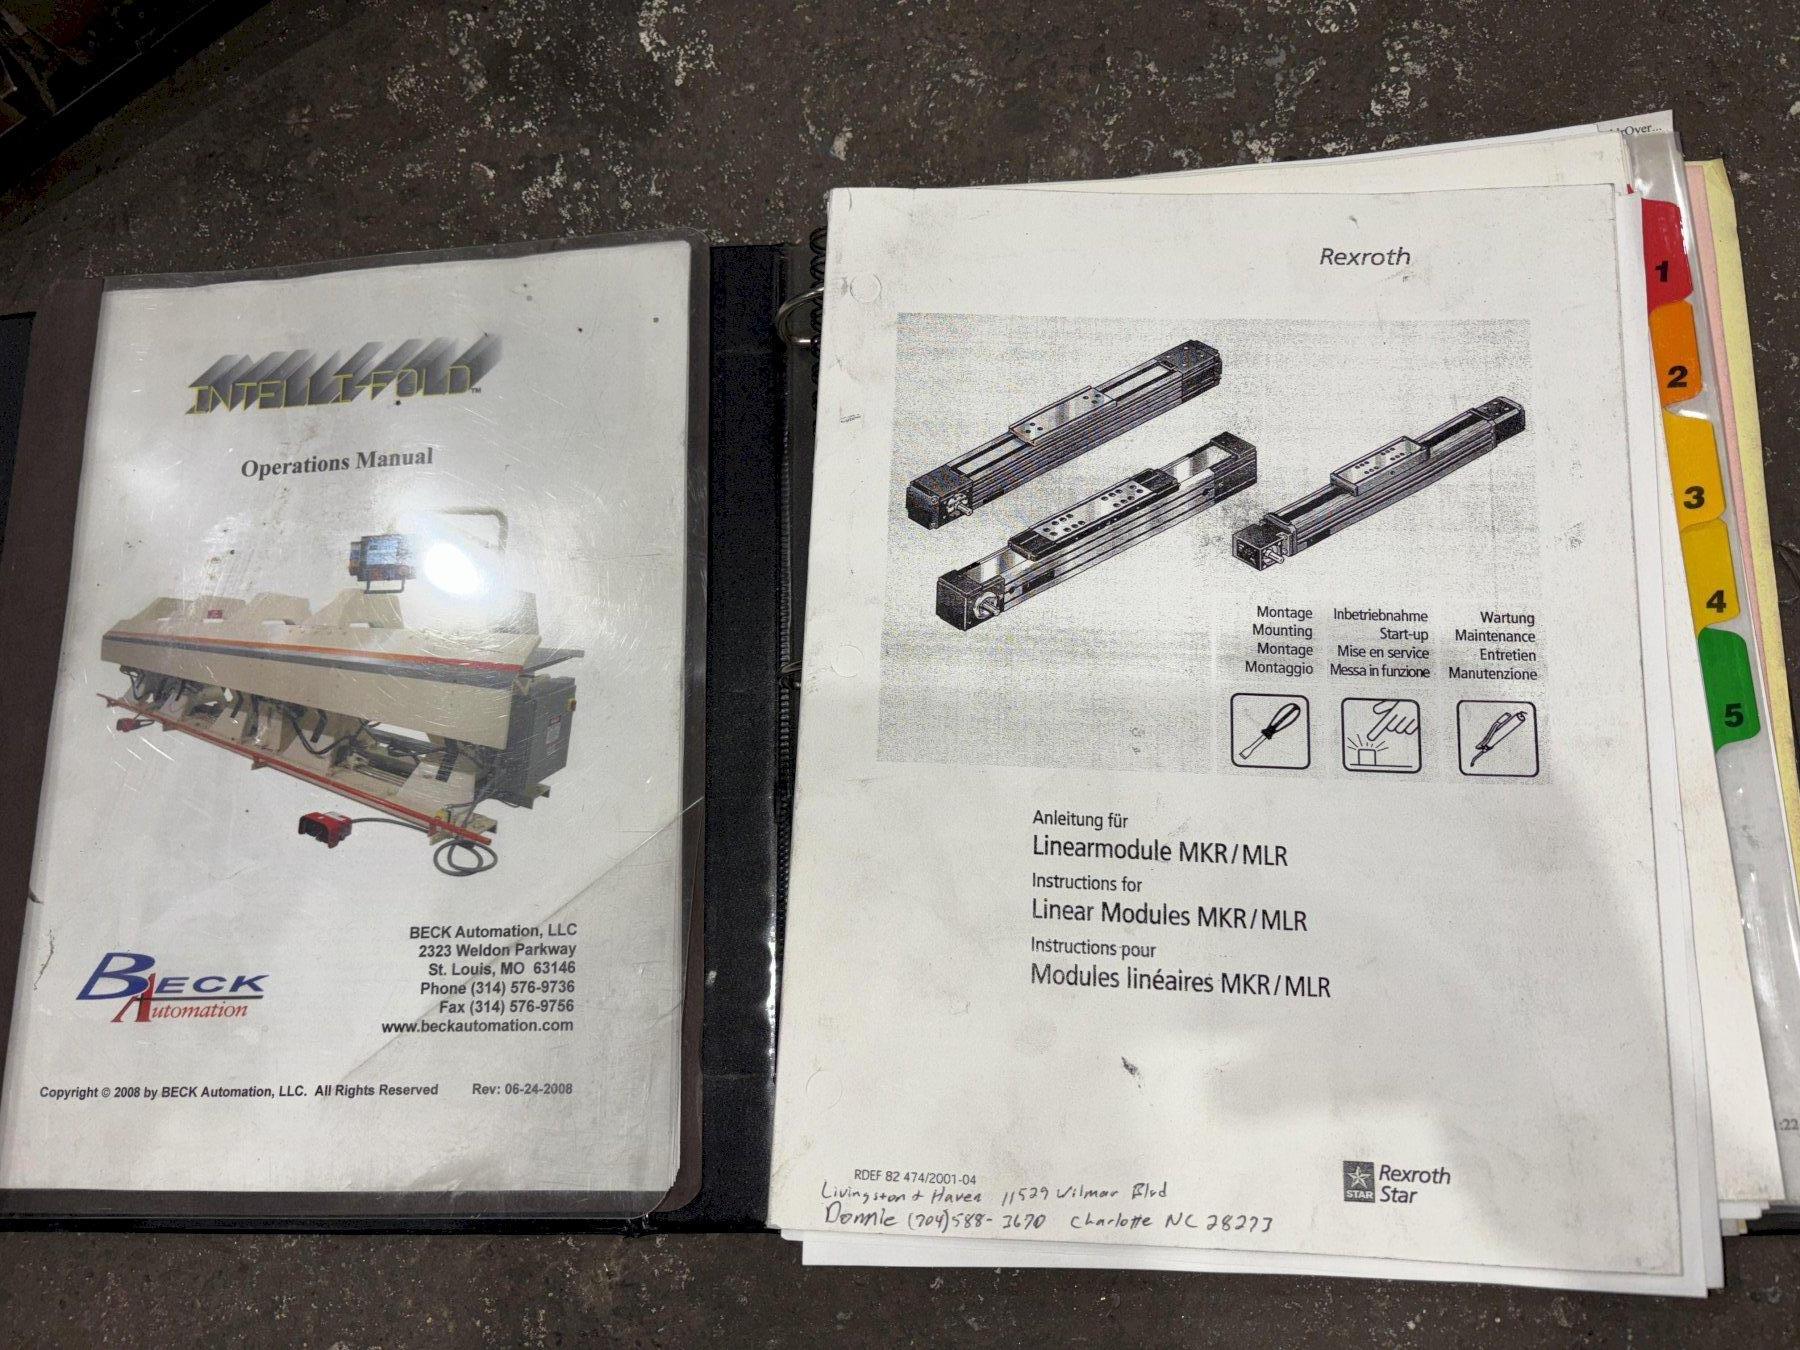 INTELLI-FOLD™
Operations Manual
BECK Automation, LLC
2323 Weldon Parkway
St. Louis, MO 63146
Phone (314) 576-9736
Fax (314) 576-9756
www.beckautomation.com
BECK
Automation
Copyright © 2008 by BECK Automation, LLC. All Rights Reserved Rev: 06-24-2008
Rexroth
Montage Inbetriebnahme Wartung
Mounting Start-up Maintenance
Montage Mise en service Entretien
Montaggio Messa in funzione Manutenzione
Anleitung für
Linearmodule MKR/MLR
Instructions for
Linear Modules MKR/MLR
Instructions pour
Modules linéaires MKR/MLR
RDEF 82 474/2001-04
Livingston & Haven 11529 Wilmar Blvd
Donnie (704) 588-3670 Charlotte NC 28273
STAR
Rexroth
Star
1
2
3
4
5
:22